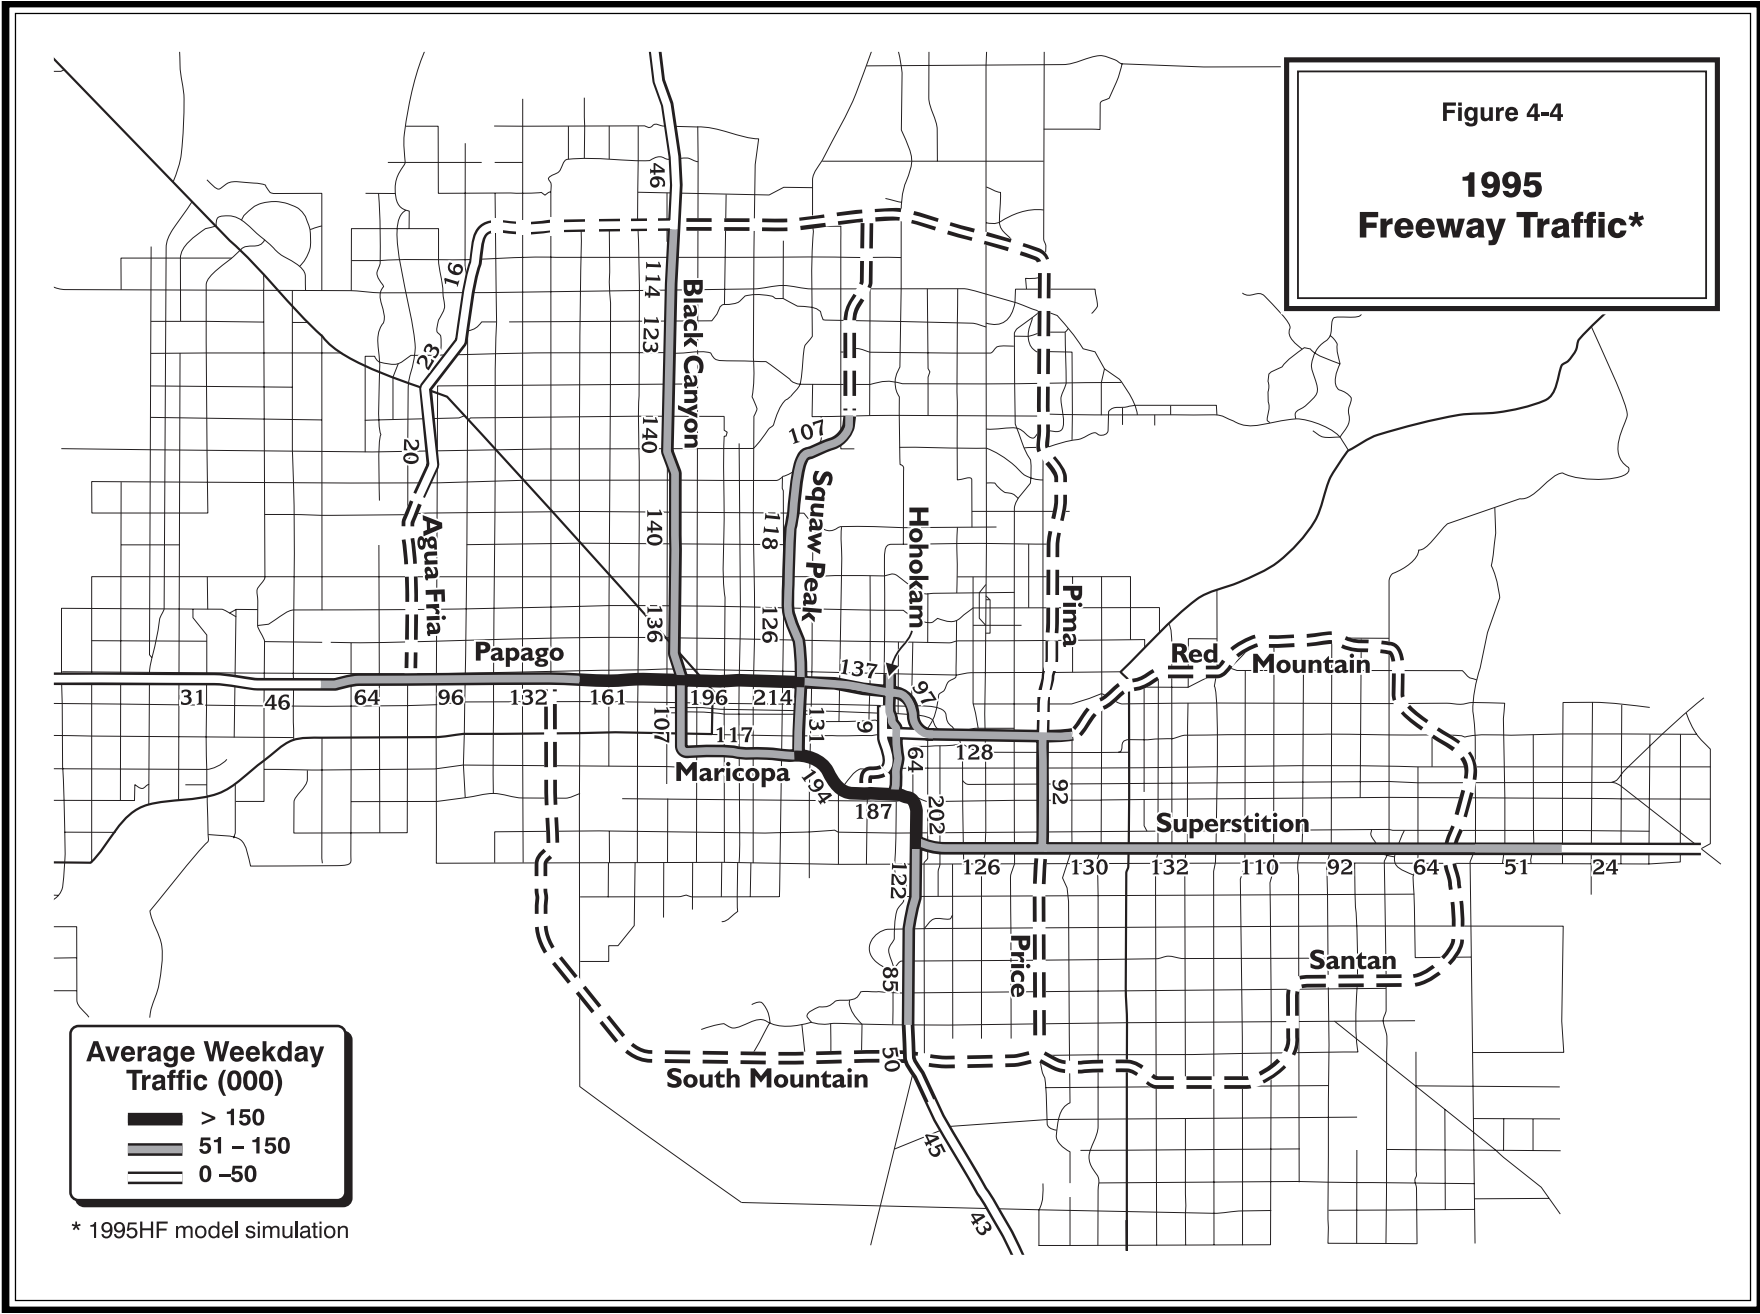 Figure 4-4
1995
Freeway Traffic*
46
16
114
Black Canyon
123
23
140
107
20
Squaw Peak
118
140
Hohokam
Agua Fria
126
136
Pima
Papago
137
Red
Mountain
31
46
64
96
132
161
196
214
97
107
117
131
9
128
64
Maricopa
194
187
92
202
Superstition
126
130
132
110
92
64
51
24
122
Price
85
Santan
50
South Mountain
45
43
Average Weekday
Traffic (000)
> 150
51 – 150
0 –50
* 1995HF model simulation